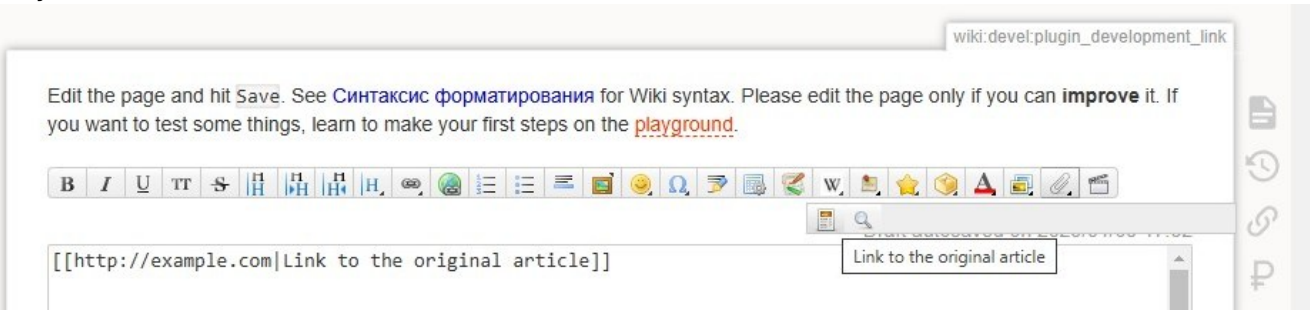 wiki:devel:plugin_development_link
Edit the page and hit Save. See Синтаксис форматирования for Wiki syntax. Please edit the page only if you can improve it. If
you want to test some things, learn to make your first steps on the playground.
B I U TT S H H H H W A
Link to the original article
[[http://example.com|Link to the original article]]